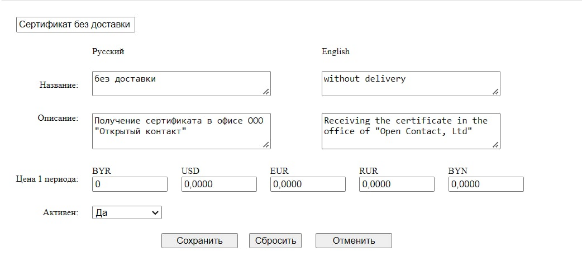 Сертификат без доставки
Русский English
Название: без доставки without delivery
Описание: Получение сертификата в офисе ООО Receiving the certificate in the
"Открытый контакт" office of "Open Contact, Ltd"
BYR USD EUR RUR BYN
Цена 1 периода: 0 0,0000 0,0000 0,0000 0,0000
Активен: Да
Сохранить Сбросить Отменить